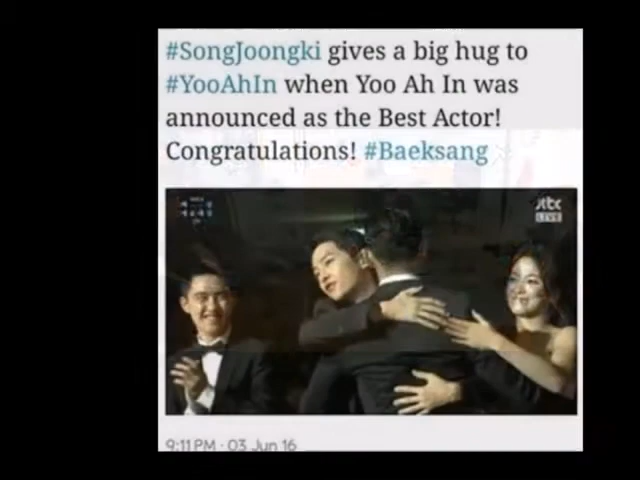 #SongJoongki gives a big hug to
#YooAhIn when Yoo Ah In was
announced as the Best Actor!
Congratulations! #Baeksang
jtbc
LIVE
9:11 PM · 03 Jun 16